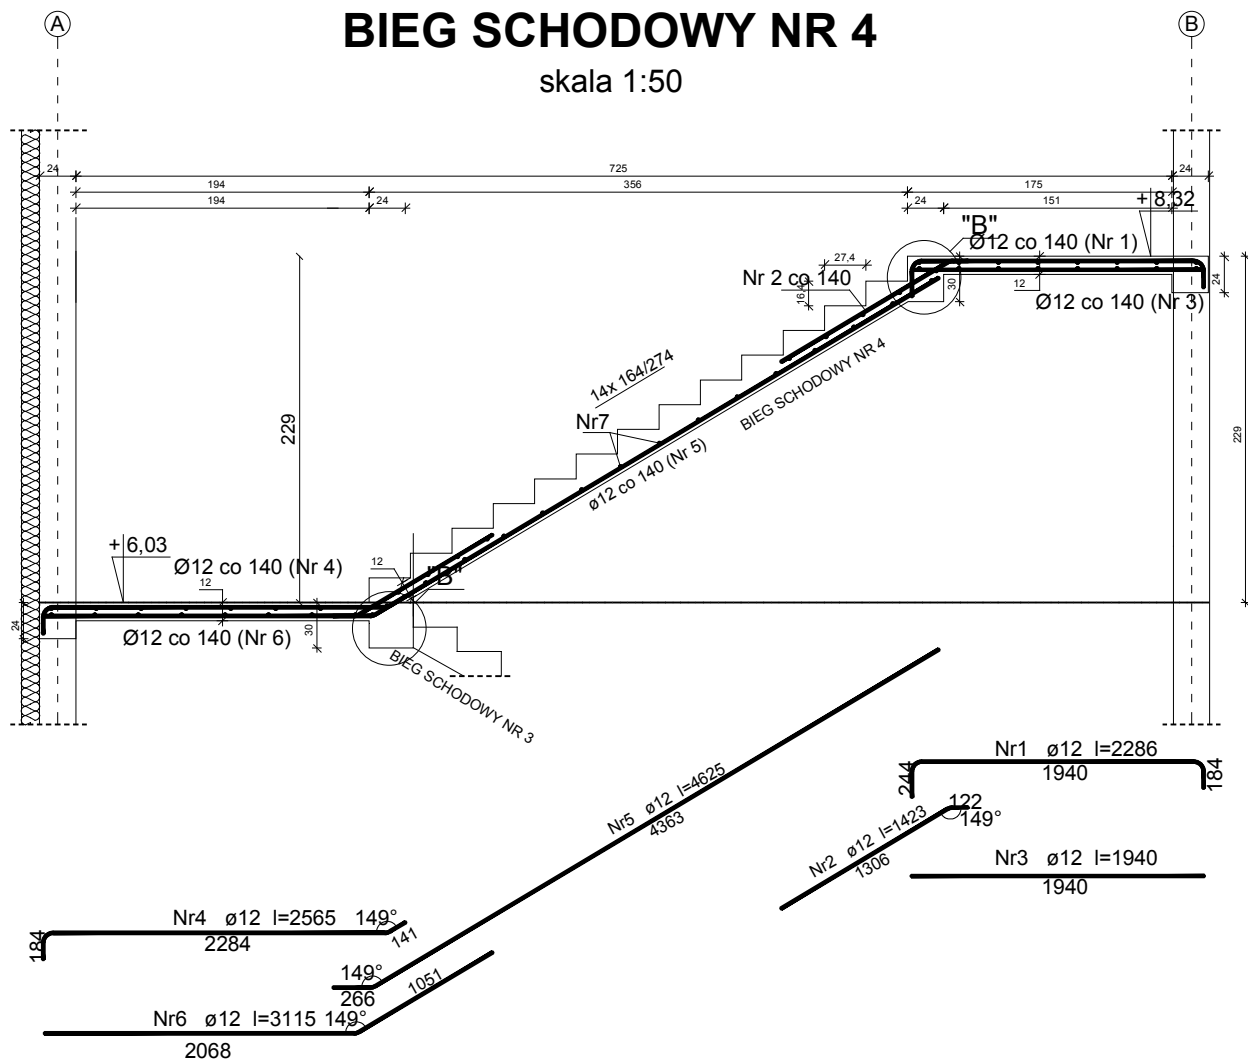 BIEG SCHODOWY NR 4
skala 1:50
A
B
24
725
24
194
356
175
194
24
24
151
+ 8,32
"B"
Ø12 co 140 (Nr 1)
27,4
Nr 2 co 140
16,4
30
12
24
Ø12 co 140 (Nr 3)
14x 164/274
BIEG SCHODOWY NR 4
Nr7
ø12 co 140 (Nr 5)
229
229
+ 6,03
Ø12 co 140 (Nr 4)
12
12
"B"
24
Ø12 co 140 (Nr 6)
30
BIEG SCHODOWY NR 3
Nr1 ø12 l=2286
244
1940
184
Nr5 ø12 l=4625
4363
122
149°
Nr2 ø12 l=1423
1306
Nr3 ø12 l=1940
1940
Nr4 ø12 l=2565 149°
184
2284
141
149°
266
1051
Nr6 ø12 l=3115 149°
2068